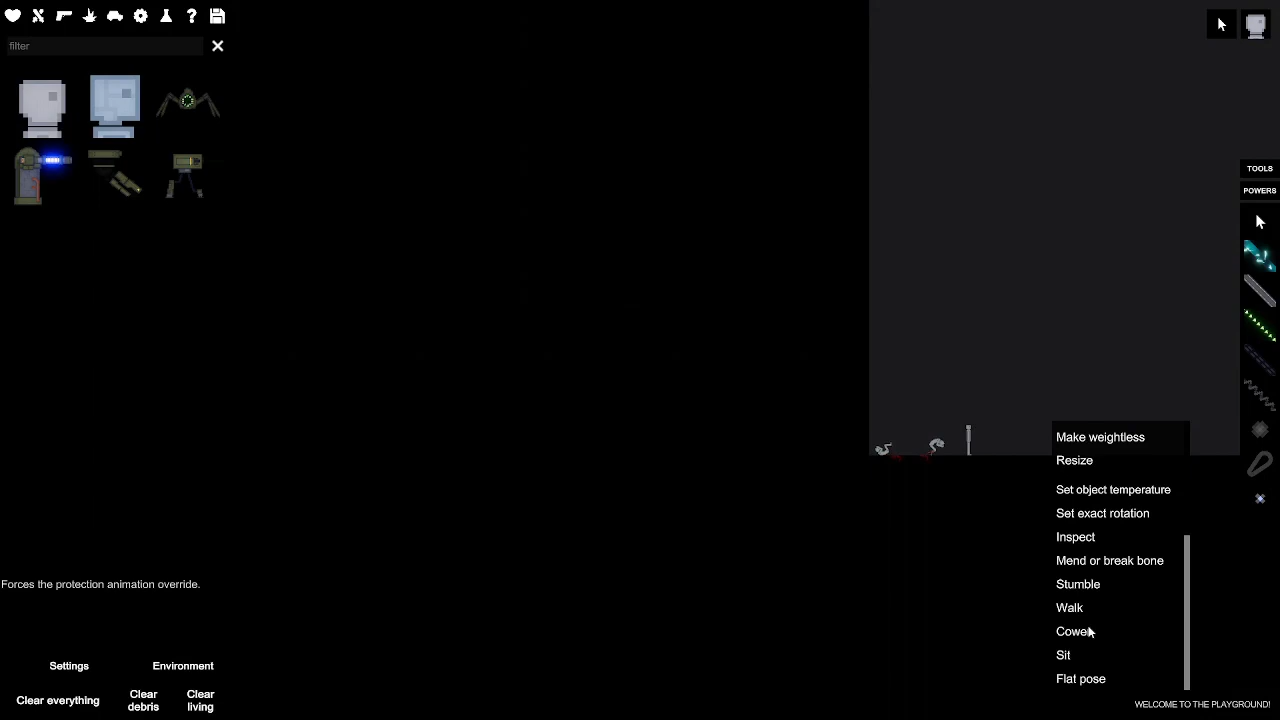 ?
filter
TOOLS
POWERS
Make weightless
Resize
Set object temperature
Set exact rotation
Inspect
Mend or break bone
Stumble
Walk
Cower
Sit
Flat pose
Forces the protection animation override.
Settings
Environment
Clear everything
Clear
debris
Clear
living
WELCOME TO THE PLAYGROUND!